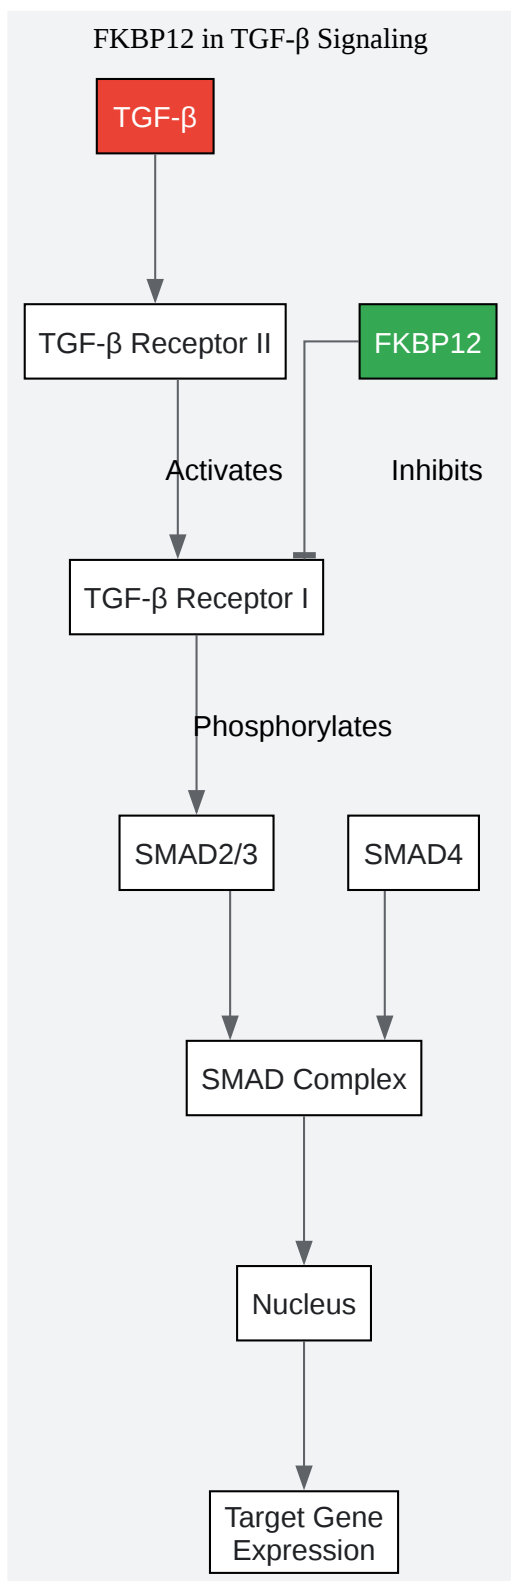 FKBP12 in TGF-β Signaling
TGF-β
TGF-β Receptor II
FKBP12
Activates
Inhibits
TGF-β Receptor I
Phosphorylates
SMAD2/3
SMAD4
SMAD Complex
Nucleus
Target Gene
Expression